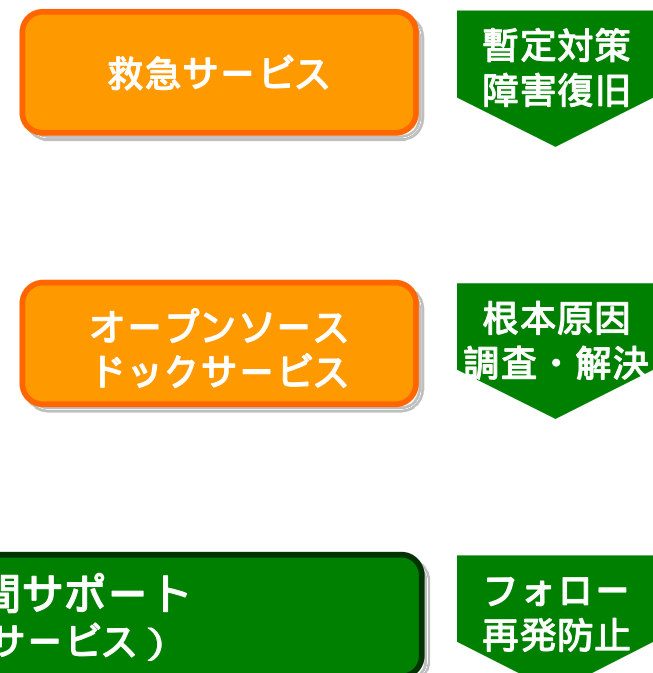 救急サービス
暫定対策
障害復旧
オープンソース
ドックサービス
根本原因
調査・解決
間サポート
サービス）
フォロー
再発防止